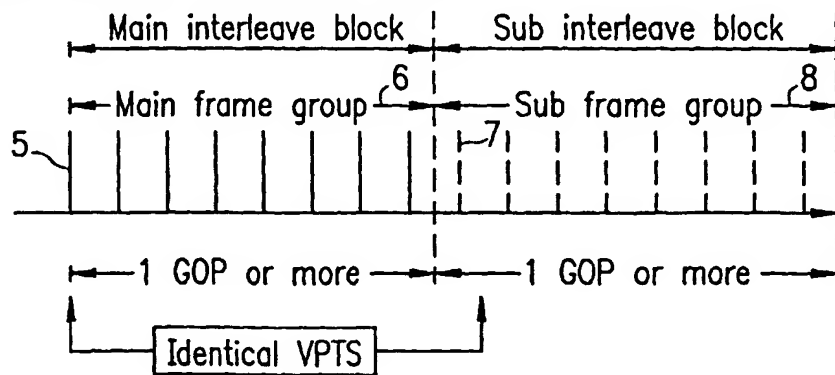 Main interleave block Sub interleave block
6 8
Main frame group Sub frame group
5 7
1 GOP or more 1 GOP or more
Identical VPTS